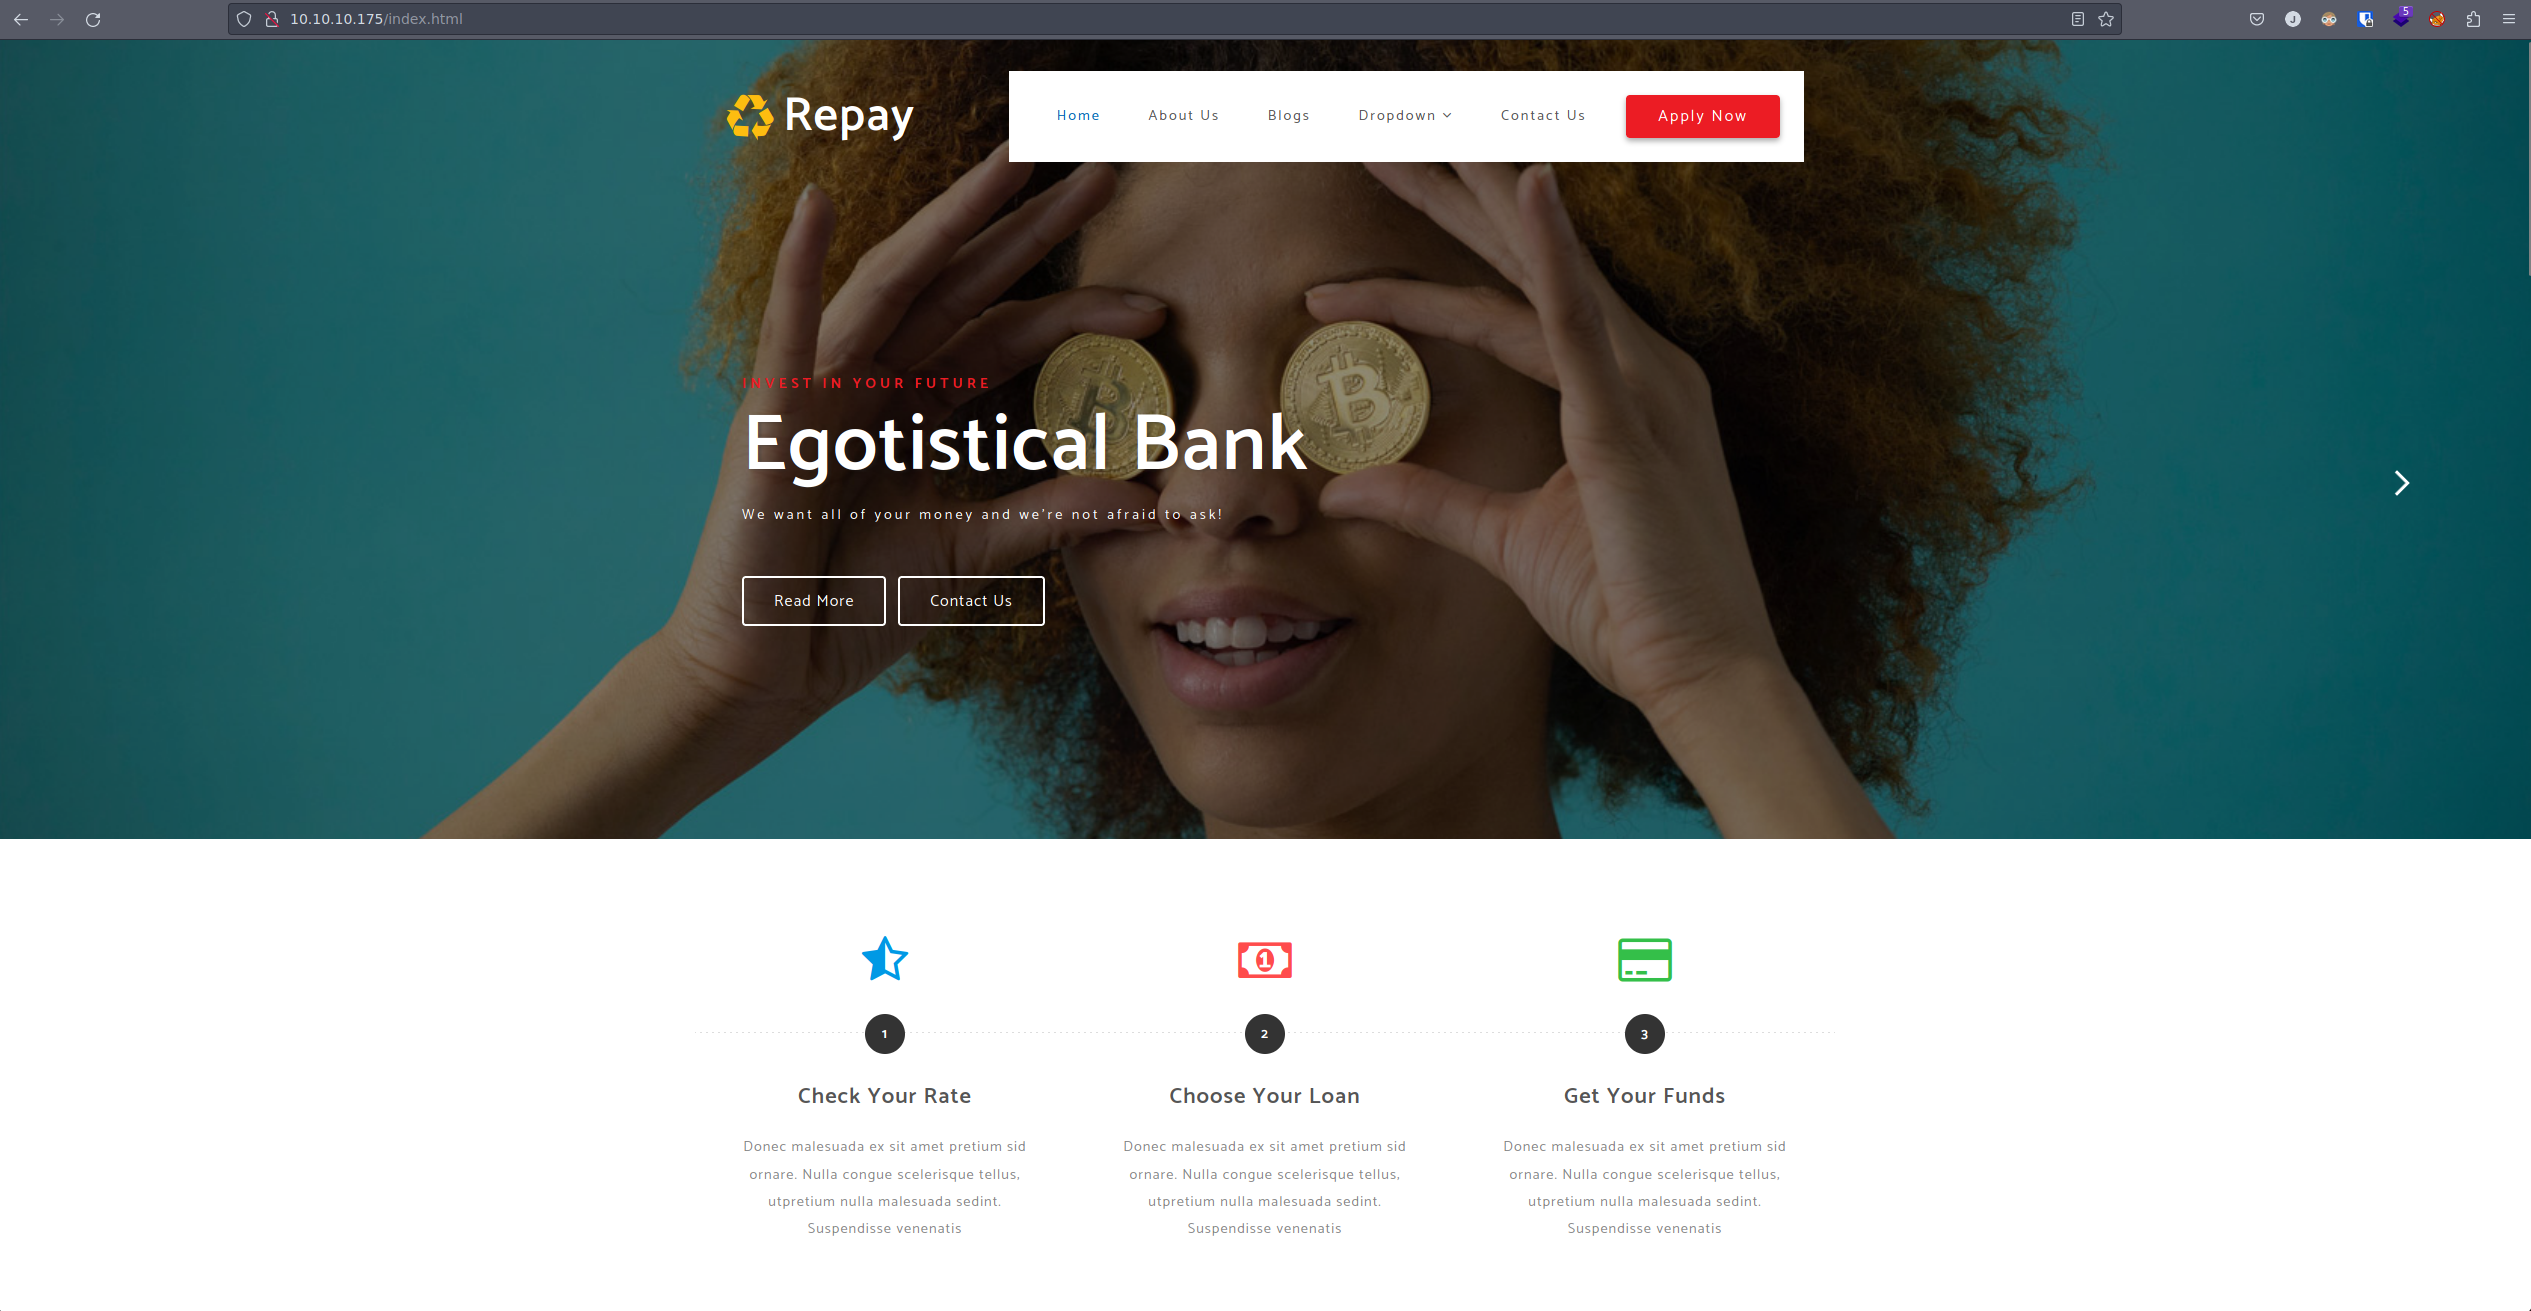 10.10.10.175/index.html
J
5
Repay
Home
About Us
Blogs
Dropdown
Contact Us
Apply Now
INVEST IN YOUR FUTURE
Egotistical Bank
We want all of your money and we're not afraid to ask!
Read More
Contact Us
1
1
2
3
Check Your Rate
Choose Your Loan
Get Your Funds
Donec malesuada ex sit amet pretium sid
ornare. Nulla congue scelerisque tellus,
utpretium nulla malesuada sedint.
Suspendisse venenatis
Donec malesuada ex sit amet pretium sid
ornare. Nulla congue scelerisque tellus,
utpretium nulla malesuada sedint.
Suspendisse venenatis
Donec malesuada ex sit amet pretium sid
ornare. Nulla congue scelerisque tellus,
utpretium nulla malesuada sedint.
Suspendisse venenatis